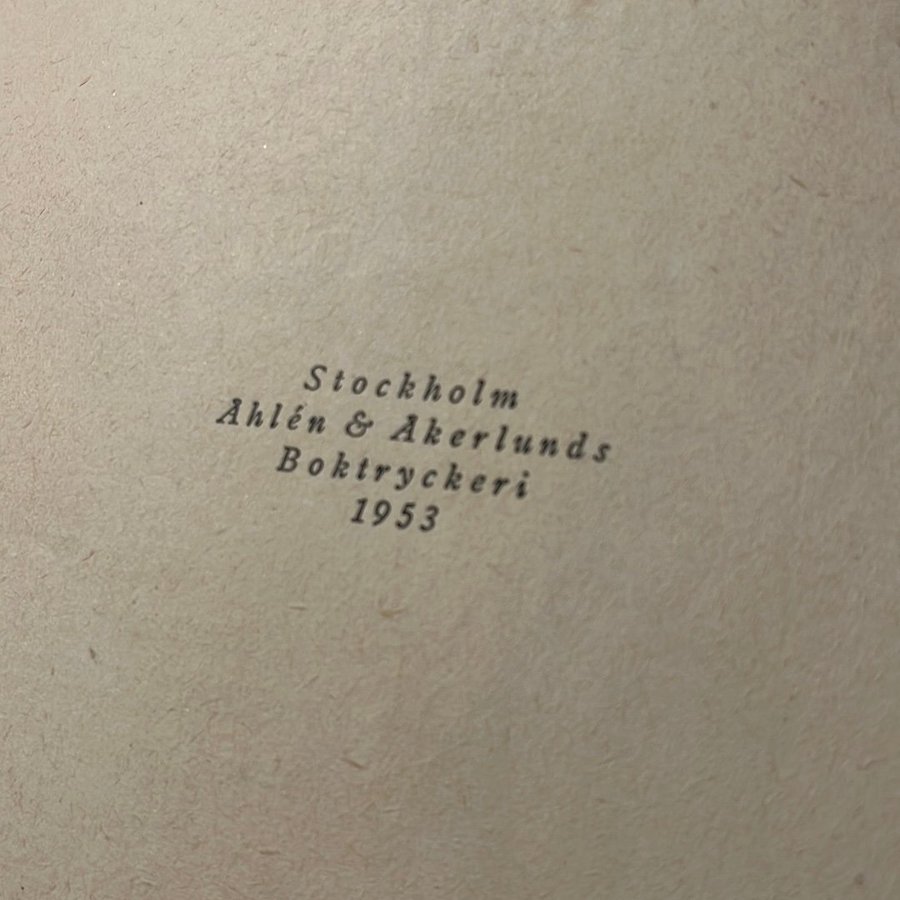 Stockholm
Åhlén & Åkerlunds
Boktryckeri
1953